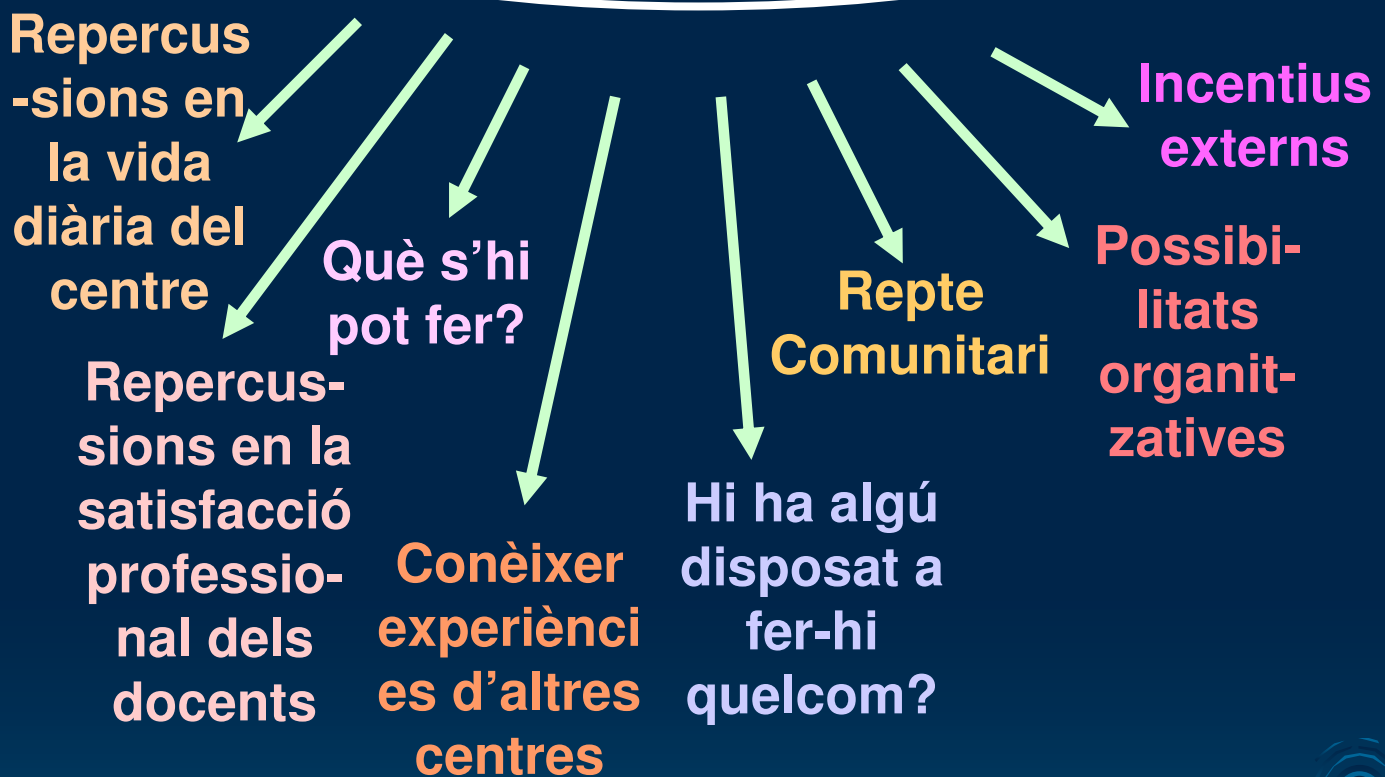 Repercus
-sions en
la vida
diària del
centre
Repercus-
sions en la
satisfacció
professio-
nal dels
docents
Què s’hi
pot fer?
Conèixer
experiènci
es d’altres
centres
Hi ha algú
disposat a
fer-hi
quelcom?
Repte
Comunitari
Possibi-
litats
organit-
zatives
Incentius
externs